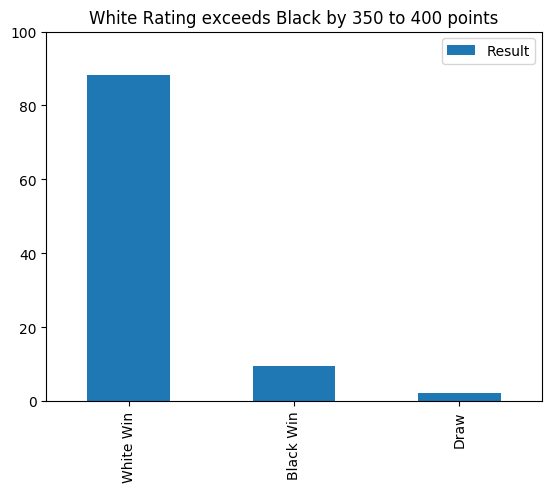 White Rating exceeds Black by 350 to 400 points
Result
100
80
60
40
20
0
White Win
Black Win
Draw